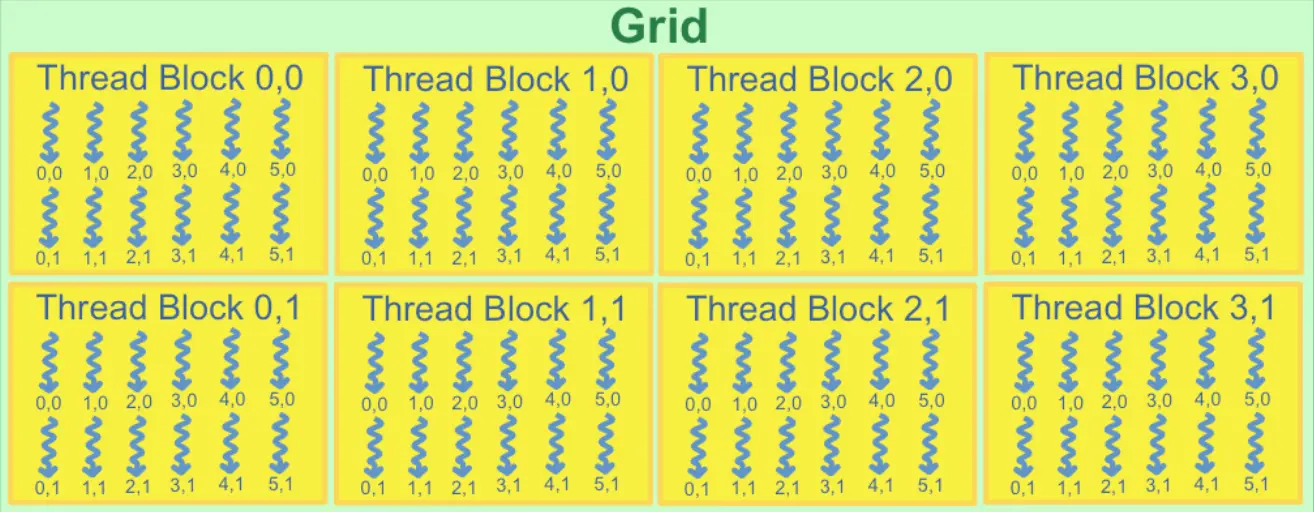 Grid
Thread Block 0,0
0,0 1,0 2,0 3,0 4,0 5,0
0,1 1,1 2,1 3,1 4,1 5,1
Thread Block 1,0
0,0 1,0 2,0 3,0 4,0 5,0
0,1 1,1 2,1 3,1 4,1 5,1
Thread Block 2,0
0,0 1,0 2,0 3,0 4,0 5,0
0,1 1,1 2,1 3,1 4,1 5,1
Thread Block 3,0
0,0 1,0 2,0 3,0 4,0 5,0
0,1 1,1 2,1 3,1 4,1 5,1
Thread Block 0,1
0,0 1,0 2,0 3,0 4,0 5,0
0,1 1,1 2,1 3,1 4,1 5,1
Thread Block 1,1
0,0 1,0 2,0 3,0 4,0 5,0
0,1 1,1 2,1 3,1 4,1 5,1
Thread Block 2,1
0,0 1,0 2,0 3,0 4,0 5,0
0,1 1,1 2,1 3,1 4,1 5,1
Thread Block 3,1
0,0 1,0 2,0 3,0 4,0 5,0
0,1 1,1 2,1 3,1 4,1 5,1